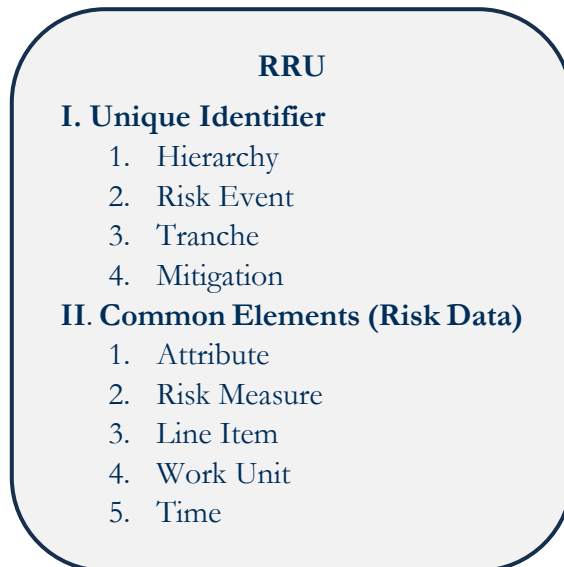 RRU
I. Unique Identifier
1. Hierarchy
2. Risk Event
3. Tranche
4. Mitigation
II. Common Elements (Risk Data)
1. Attribute
2. Risk Measure
3. Line Item
4. Work Unit
5. Time